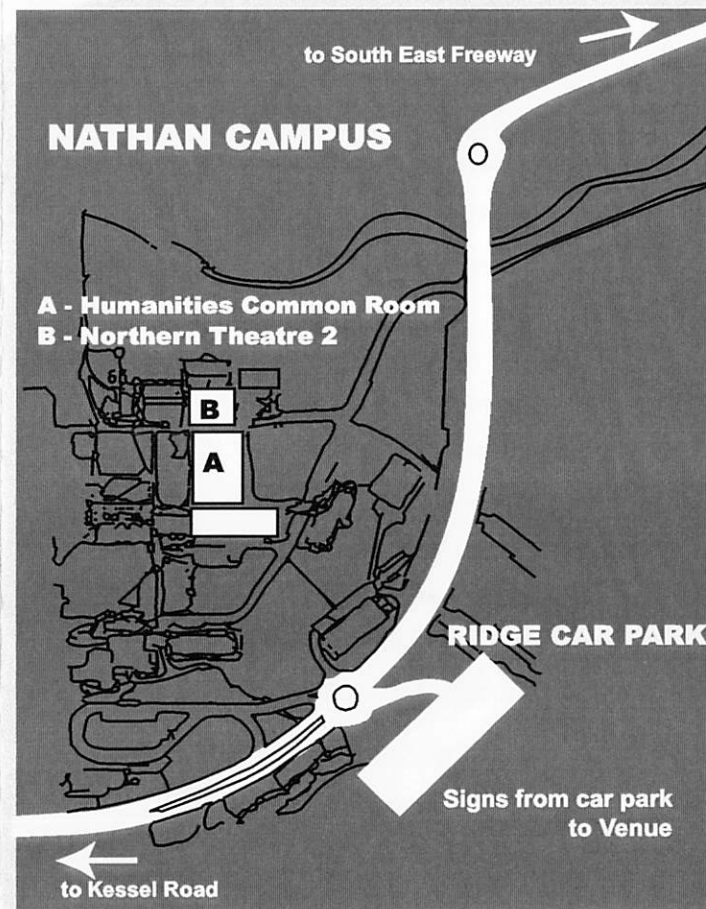 to South East Freeway
NATHAN CAMPUS
A - Humanities Common Room
B - Northern Theatre 2
B
A
RIDGE CAR PARK
Signs from car park
to Venue
to Kessel Road